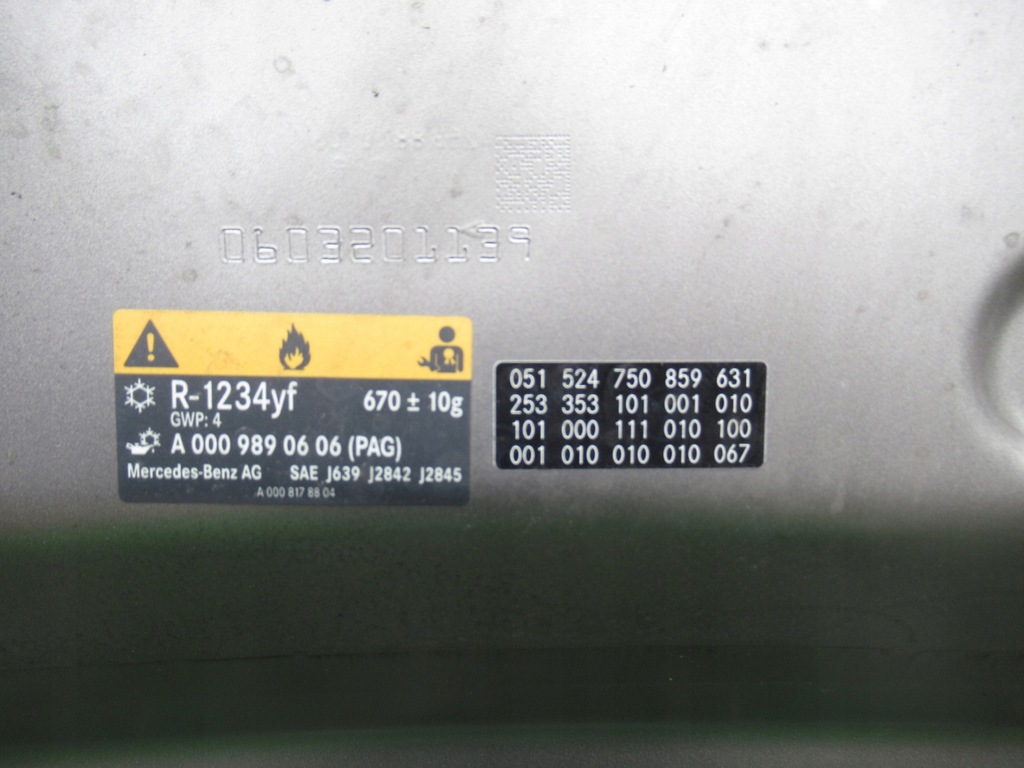 0603201139
R-1234yf 670 ± 10g
GWP: 4
A 000 989 06 06 (PAG)
Mercedes-Benz AG SAE J639 J2842 J2845
A 000 817 88 04
051 524 750 859 631
253 353 101 001 010
101 000 111 010 100
001 010 010 010 067